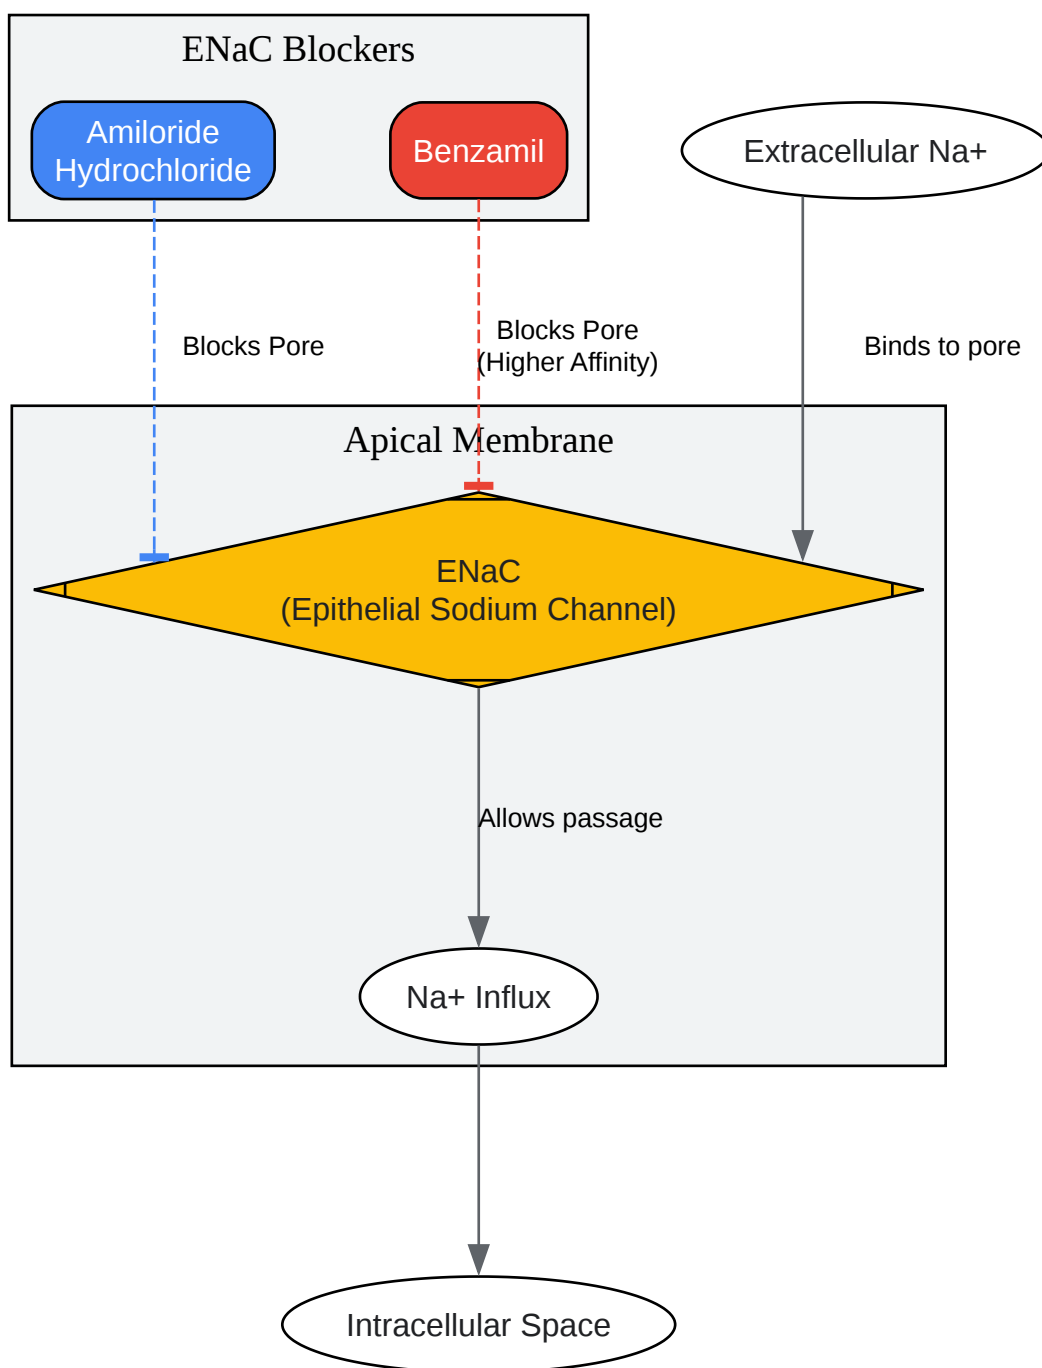 ENaC Blockers
Amiloride
Hydrochloride
Benzamil
Extracellular Na+
Blocks Pore
Blocks Pore
(Higher Affinity)
Binds to pore
Apical Membrane
ENaC
(Epithelial Sodium Channel)
Allows passage
Na+ Influx
Intracellular Space